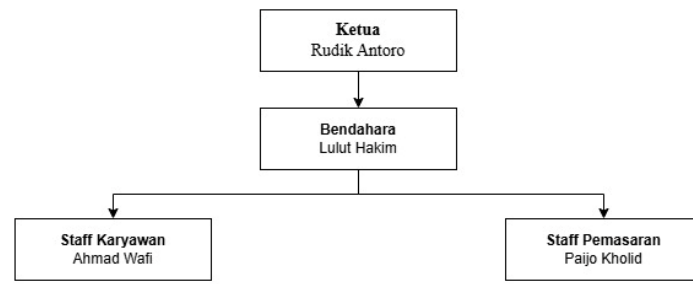 Ketua
Rudik Antoro
Bendahara
Lulut Hakim
Staff Karyawan
Ahmad Wafi
Staff Pemasaran
Paijo Kholid